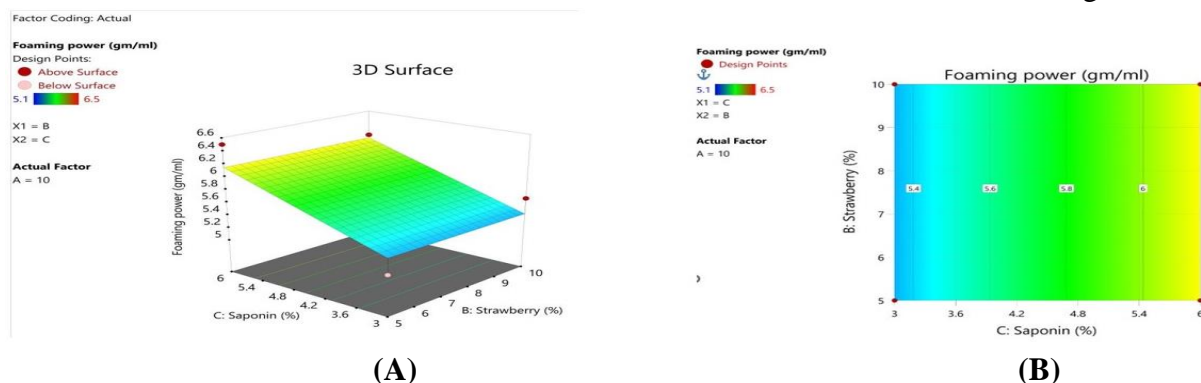 Factor Coding: Actual
Foaming power (gm/ml)
Design Points:
Above Surface
Below Surface
5.1 6.5
X1 = B
X2 = C
Actual Factor
A = 10
3D Surface
Foaming power (gm/ml)
6.6
6.4
6.2
6
5.8
5.6
5.4
5.2
5
6
5.4
4.8
4.2
3.6
3
C: Saponin (%)
5
6
7
8
9
10
B: Strawberry (%)
(A)
Foaming power (gm/ml)
Design Points
5.1 6.5
X1 = C
X2 = B
Actual Factor
A = 10
Foaming power (gm/ml)
B: Strawberry (%)
10
9
8
7
6
5
5.4 5.6 5.8 6
3 3.6 4.2 4.8 5.4 6
C: Saponin (%)
(B)